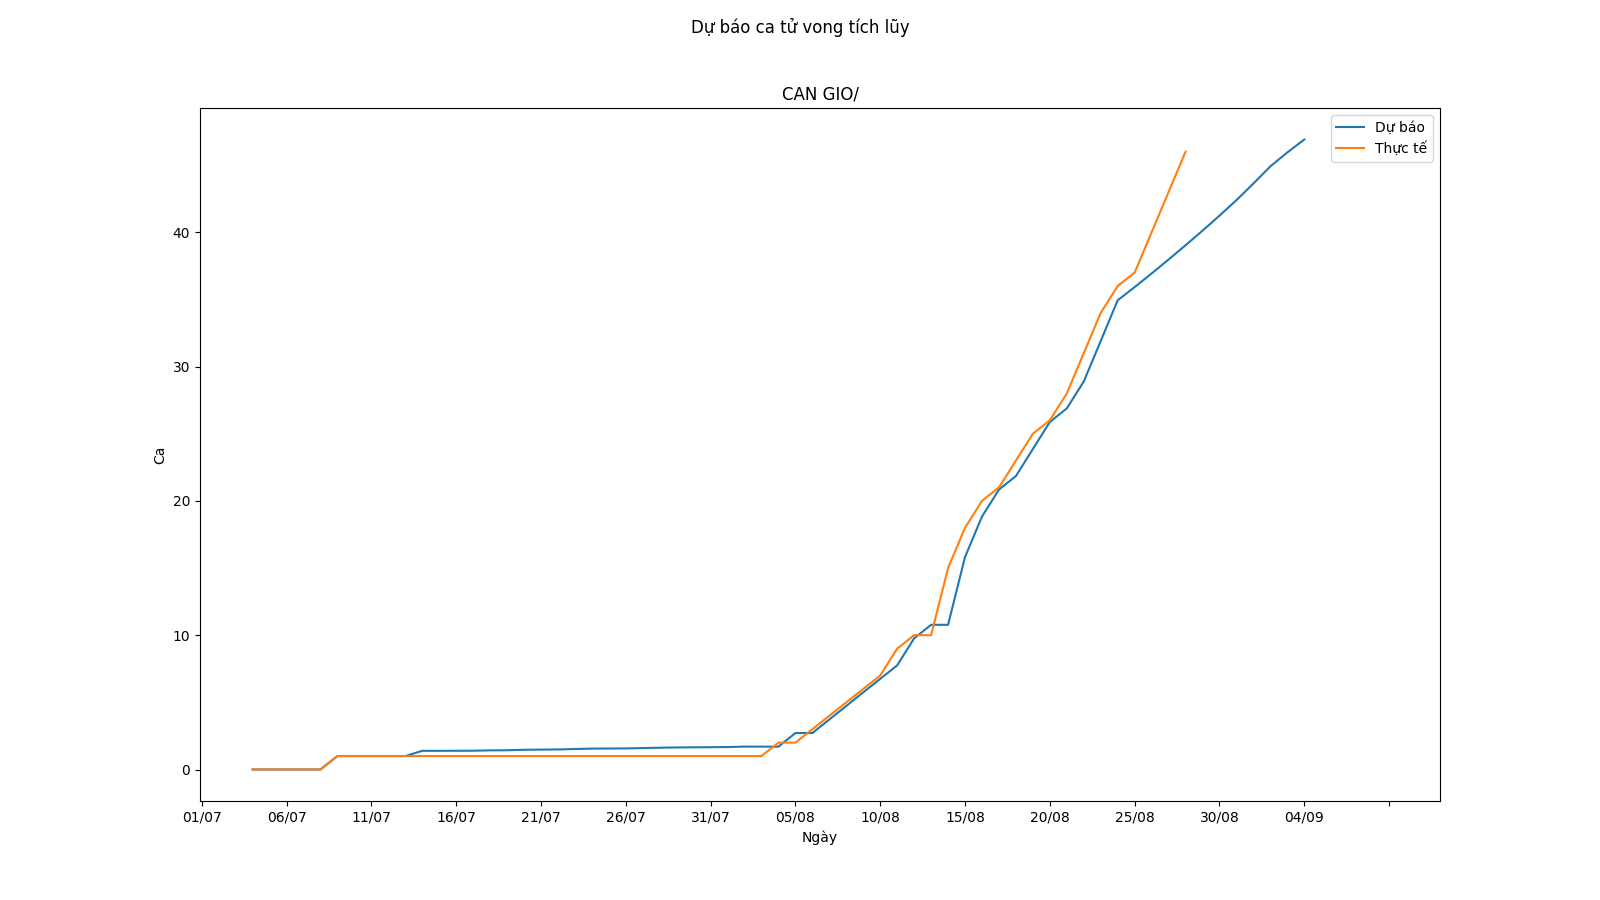 Dự báo ca tử vong tích lũy
CAN GIO/
Dự báo
Thực tế
Ca
40
30
20
10
0
01/07 06/07 11/07 16/07 21/07 26/07 31/07 05/08 10/08 15/08 20/08 25/08 30/08 04/09
Ngày